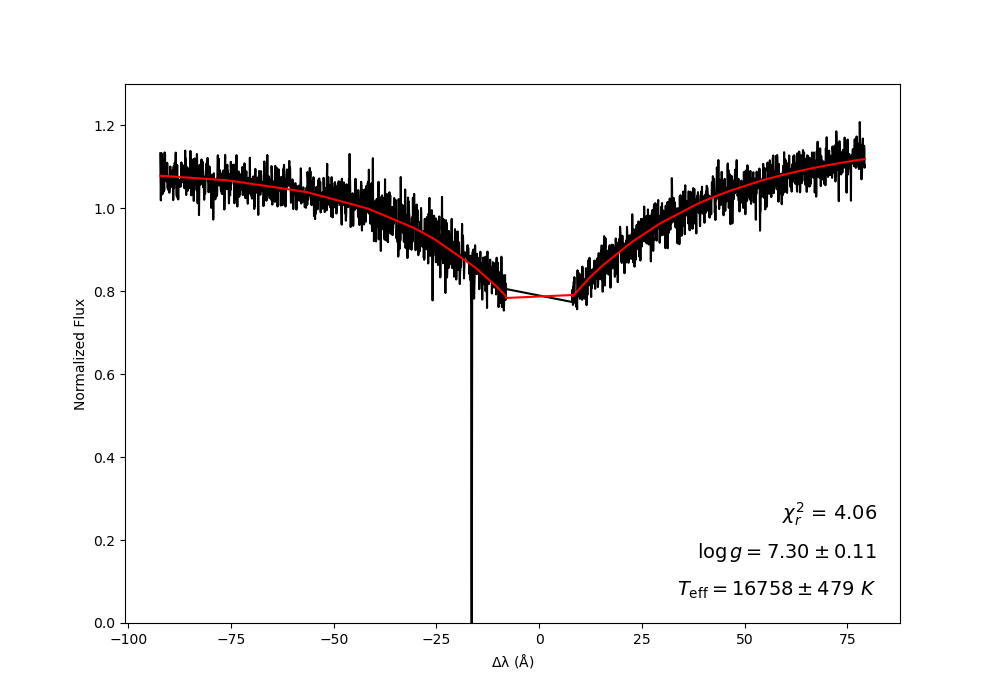 1.2
1.0
0.8
0.6
0.4
0.2
0.0
Normalized Flux
χ²ᵣ = 4.06
log g = 7.30 ± 0.11
T_eff = 16758 ± 479 K
−100 −75 −50 −25 0 25 50 75
Δλ (Å)